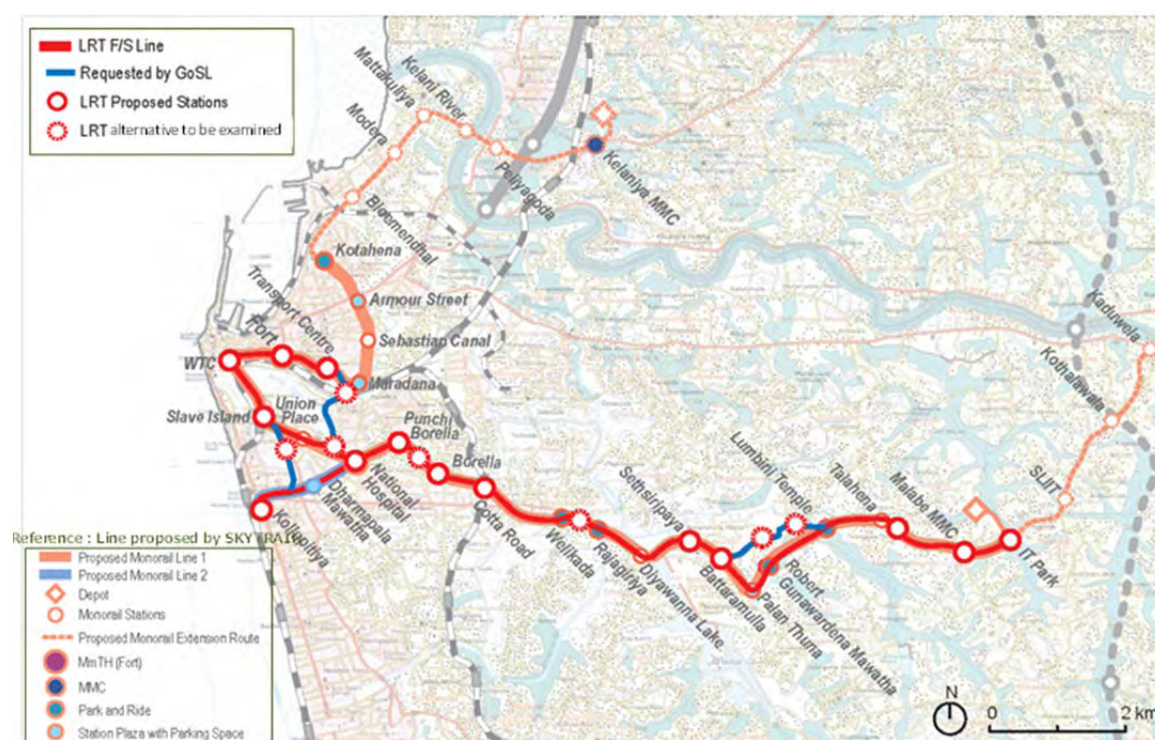 LRT F/S Line
Requested by GoSL
LRT Proposed Stations
LRT alternative to be examined
Mattakuliya
Kelani River
Modera
Peliyagoda
Kelaniya MMC
Bloemendhal
Kotahena
Transport Centre
Armour Street
Fort
Sebastian Canal
WTC
Maradana
Kaduwela
Kothalawala
Union
Place
Slave Island
Punchi
Borella
Borella
National
Hospital
Dharmapala
Mawatha
Kollupitiya
Cotta Road
Welikada
Rajagiriya
Sethsiripaya
Diyawanna Lake
Battaramulla
Lumbini Temple
Palan Thuna
Robert
Gunawardena Mawatha
Talahena
Malabe MMC
SLIIT
IT Park
Reference : Line proposed by SKYTRAIN
Proposed Monorail Line 1
Proposed Monorail Line 2
Depot
Monorail Stations
Proposed Monorail Extension Route
MmTH (Fort)
MMC
Park and Ride
Station Plaza with Parking Space
N
0
2 km